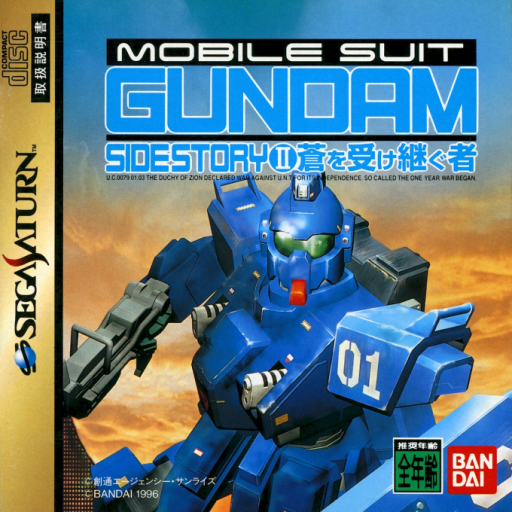 COMPACT
disc
取扱説明書
SEGA SATURN™
MOBILE SUIT
GUNDAM
SIDESTORY II 蒼を受け継ぐ者
U.C.0079 01.03 THE DUCHY OF ZION DECLARED WAR AGAINST U.N.T FOR ITS INDEPENDENCE. SO CALLED THE ONE YEAR WAR BEGAN.
01
推奨年齢
全年齢
BAN
DAI
©創通エージェンシー・サンライズ
©BANDAI 1996